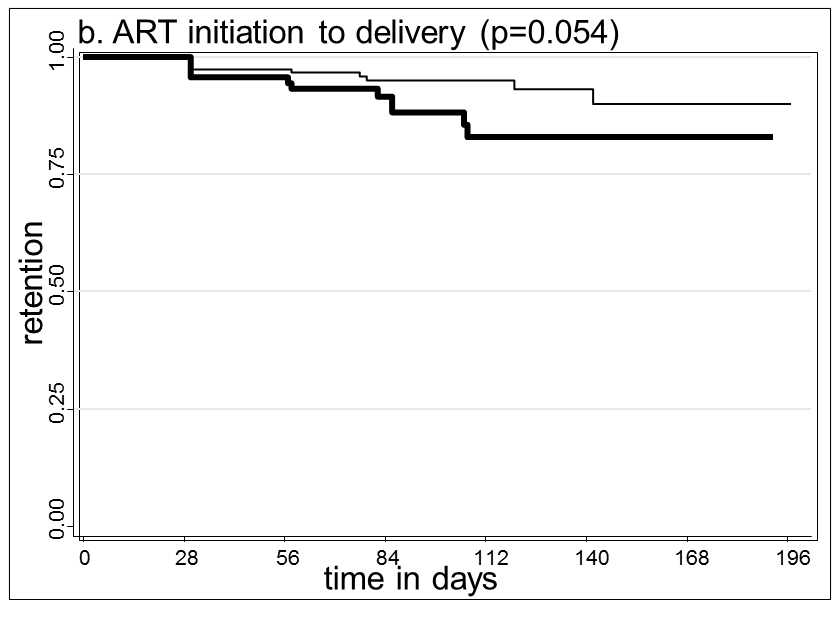 b. ART initiation to delivery (p=0.054)
1.00
0.75
0.50
0.25
0.00
retention
0 28 56 84 112 140 168 196
time in days